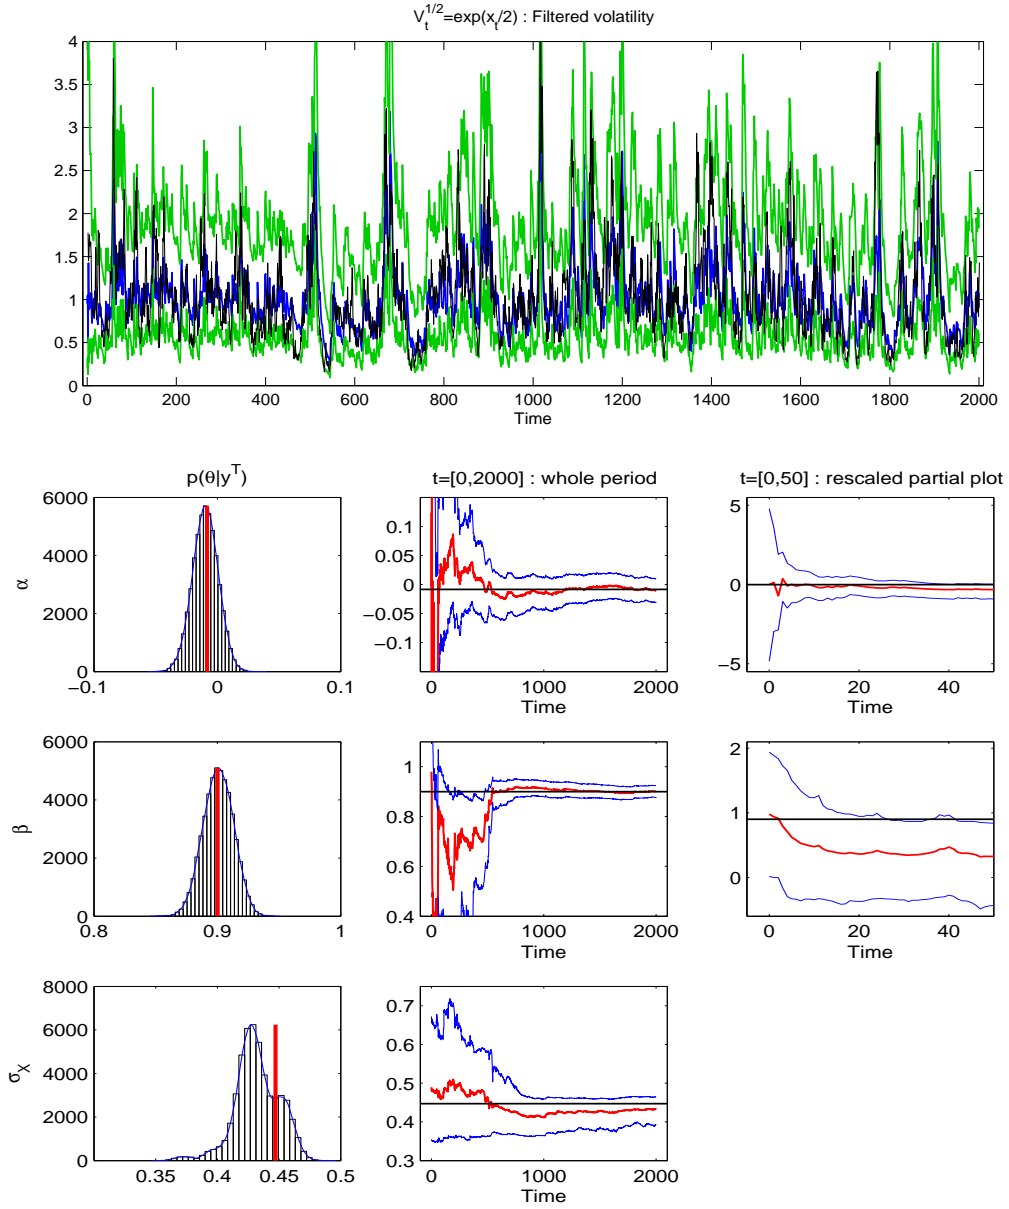 V_t^{1/2}=exp(x_t/2) : Filtered volatility
4
3.5
3
2.5
2
1.5
1
0.5
0
0 200 400 600 800 1000 1200 1400 1600 1800 2000
Time
p(θ|y^T)
t=[0,2000] : whole period
t=[0,50] : rescaled partial plot
α
6000
4000
2000
0
−0.1 0 0.1
0.1
0.05
0
−0.05
−0.1
0 1000 2000
Time
5
0
−5
0 20 40
Time
β
6000
4000
2000
0
0.8 0.9 1
1
0.9
0.8
0.7
0.6
0.5
0.4
0 1000 2000
Time
2
1
0
0 20 40
Time
σ_χ
8000
6000
4000
2000
0
0.35 0.4 0.45 0.5
0.7
0.6
0.5
0.4
0.3
0 1000 2000
Time